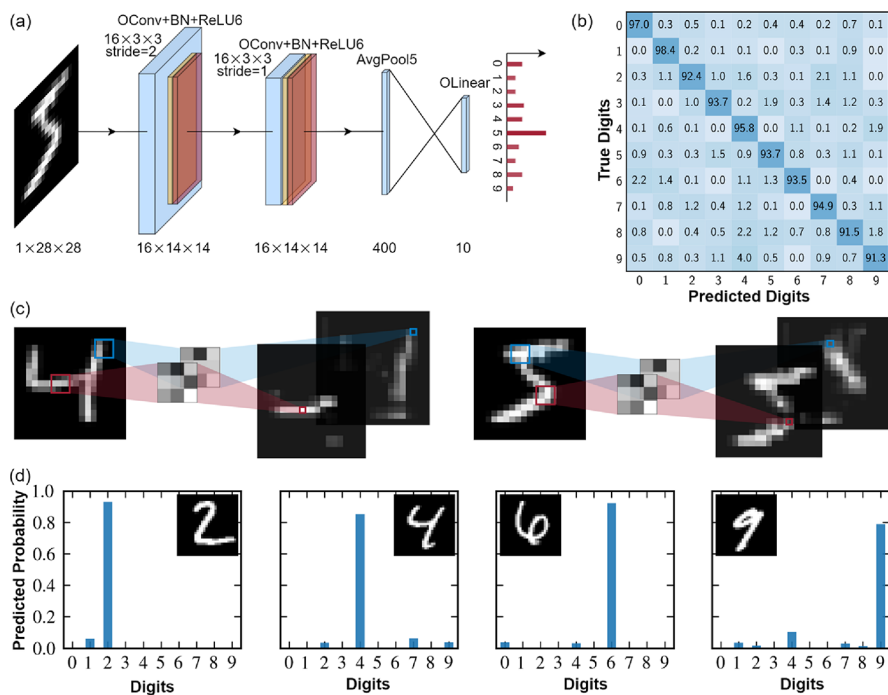 (a)
OConv+BN+ReLU6
16×3×3
stride=2
OConv+BN+ReLU6
16×3×3
stride=1
AvgPool5
OLinear
0
1
2
3
4
5
6
7
8
9
1×28×28
16×14×14
16×14×14
400
10
(b)
True Digits
0 97.0 0.3 0.5 0.1 0.2 0.4 0.4 0.2 0.7 0.1
1 0.0 98.4 0.2 0.1 0.1 0.2 0.1 0.6 0.3 0.0
2 0.3 1.1 92.4 1.0 1.6 0.3 0.1 2.1 1.1 0.0
3 0.1 0.0 1.0 93.7 0.2 1.9 0.3 1.4 1.2 0.3
4 0.1 0.6 0.1 0.0 95.8 0.0 1.1 0.1 0.2 1.9
5 0.9 0.3 0.3 1.5 0.9 93.7 0.8 0.3 1.1 0.1
6 2.2 1.4 0.1 0.0 1.1 1.3 93.5 0.0 0.4 0.0
7 0.1 0.8 1.2 0.4 1.2 0.1 0.0 94.9 0.3 1.1
8 0.8 0.0 0.4 0.5 2.2 1.2 0.7 0.8 91.5 1.8
9 0.5 0.8 0.3 1.1 4.0 0.5 0.0 0.9 0.7 91.3
0 1 2 3 4 5 6 7 8 9
Predicted Digits
(c)
4
5
(d)
Predicted Probability
1.0
0.8
0.6
0.4
0.2
0.0
2
0 1 2 3 4 5 6 7 8 9
Digits
4
0 1 2 3 4 5 6 7 8 9
Digits
6
0 1 2 3 4 5 6 7 8 9
Digits
9
0 1 2 3 4 5 6 7 8 9
Digits